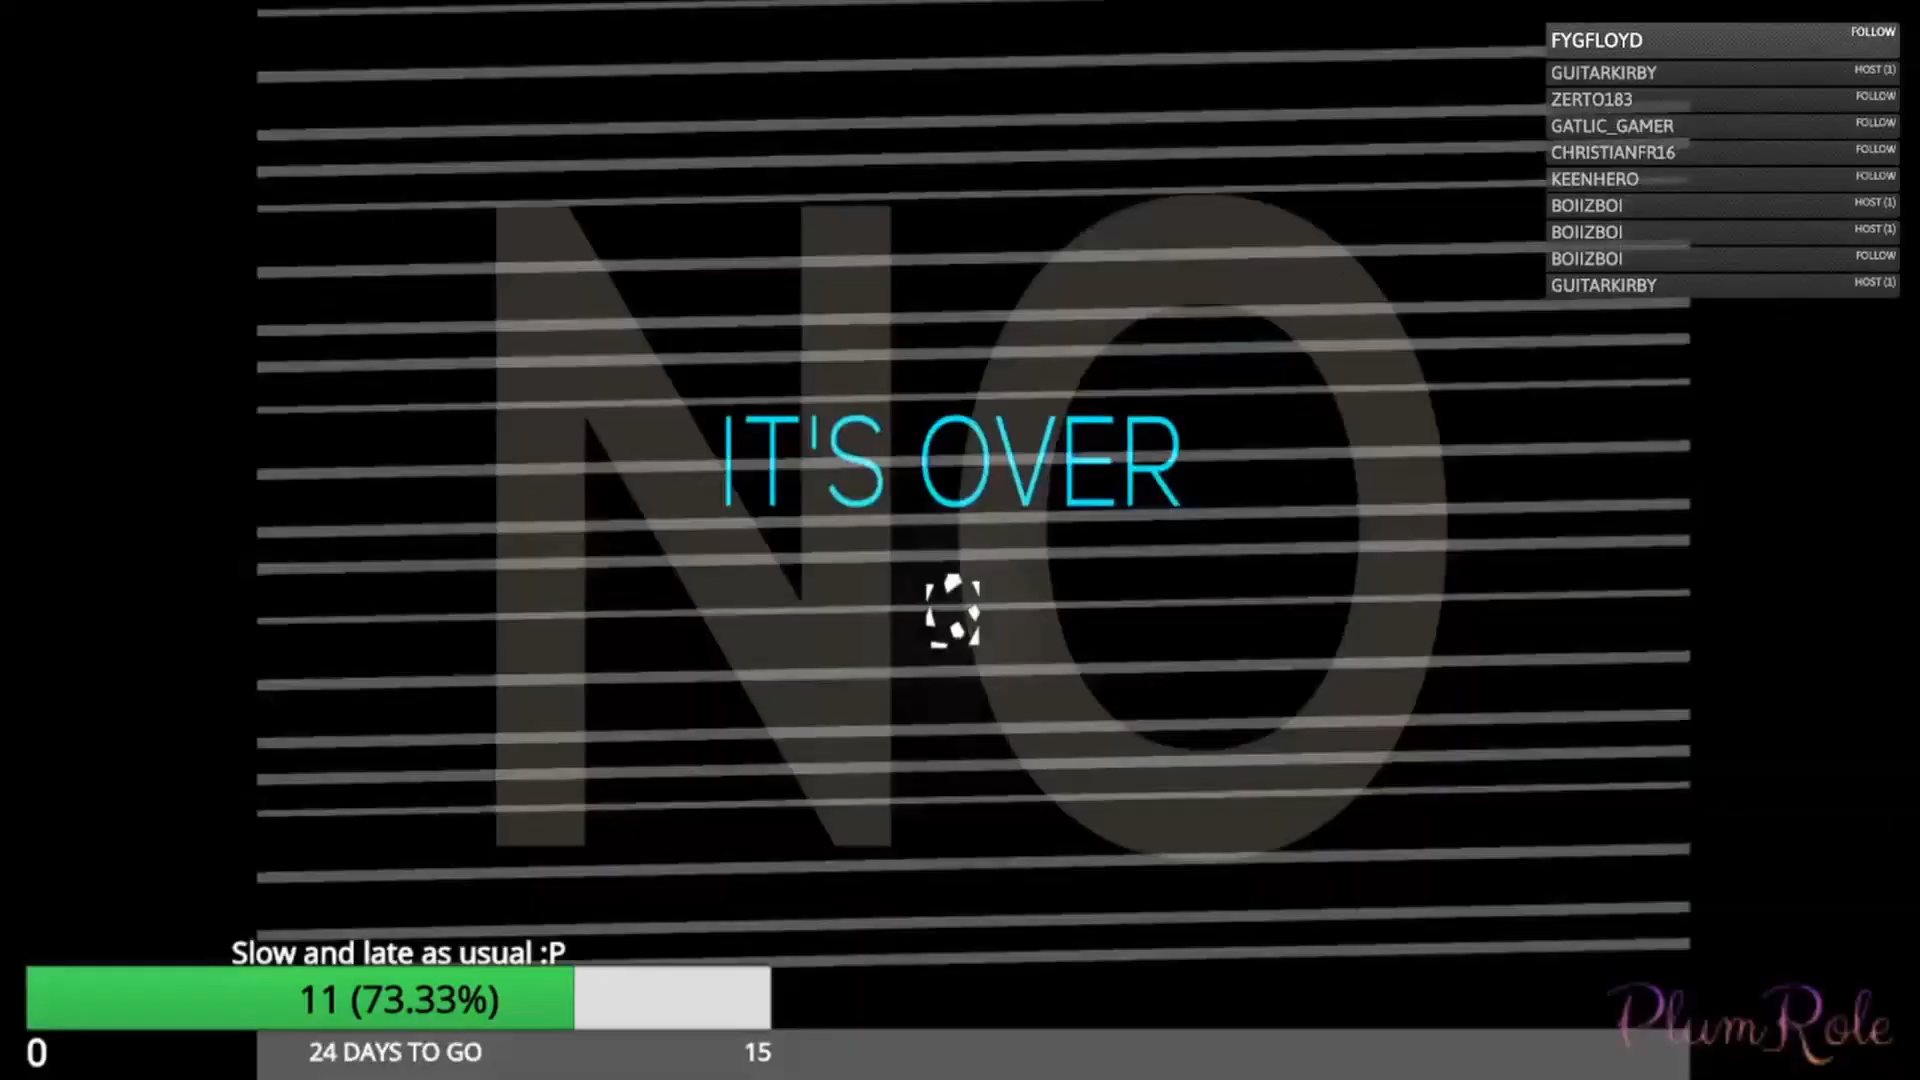 FYGFLOYD FOLLOW
GUITARKIRBY HOST (1)
ZERTO183 FOLLOW
GATLIC_GAMER FOLLOW
CHRISTIANFR16 FOLLOW
KEENHERO FOLLOW
BOIIZBOI HOST (1)
BOIIZBOI HOST (1)
BOIIZBOI FOLLOW
GUITARKIRBY HOST (1)
NO
IT'S OVER
Slow and late as usual :P
11 (73.33%)
0 24 DAYS TO GO 15
PlumRole